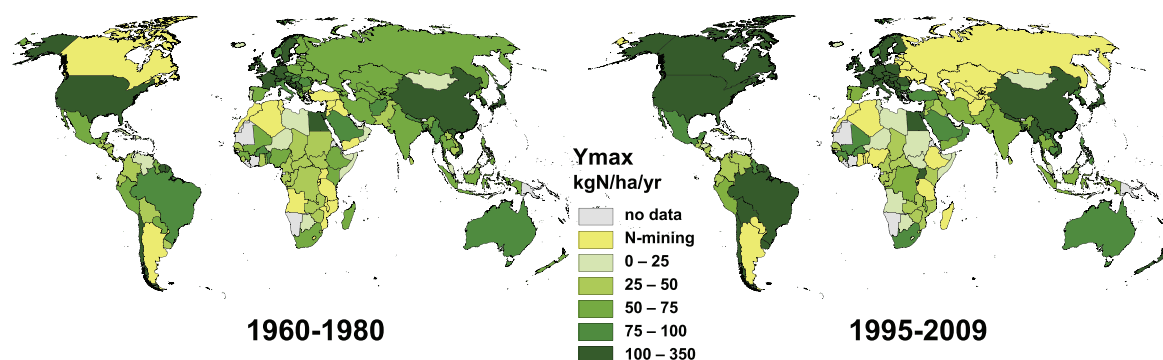 Ymax
kgN/ha/yr
no data
N-mining
0 – 25
25 – 50
50 – 75
75 – 100
100 – 350
1960-1980
1995-2009